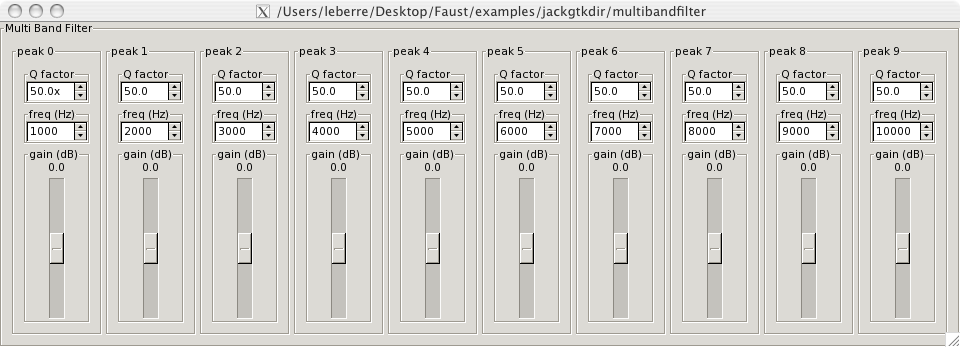 X /Users/leberre/Desktop/Faust/examples/jackgtkdir/multibandfilter
Multi Band Filter
peak 0 peak 1 peak 2 peak 3 peak 4 peak 5 peak 6 peak 7 peak 8 peak 9
Q factor Q factor Q factor Q factor Q factor Q factor Q factor Q factor Q factor Q factor
50.0x 50.0 50.0 50.0 50.0 50.0 50.0 50.0 50.0 50.0
freq (Hz) freq (Hz) freq (Hz) freq (Hz) freq (Hz) freq (Hz) freq (Hz) freq (Hz) freq (Hz) freq (Hz)
1000 2000 3000 4000 5000 6000 7000 8000 9000 10000
gain (dB) gain (dB) gain (dB) gain (dB) gain (dB) gain (dB) gain (dB) gain (dB) gain (dB) gain (dB)
0.0 0.0 0.0 0.0 0.0 0.0 0.0 0.0 0.0 0.0